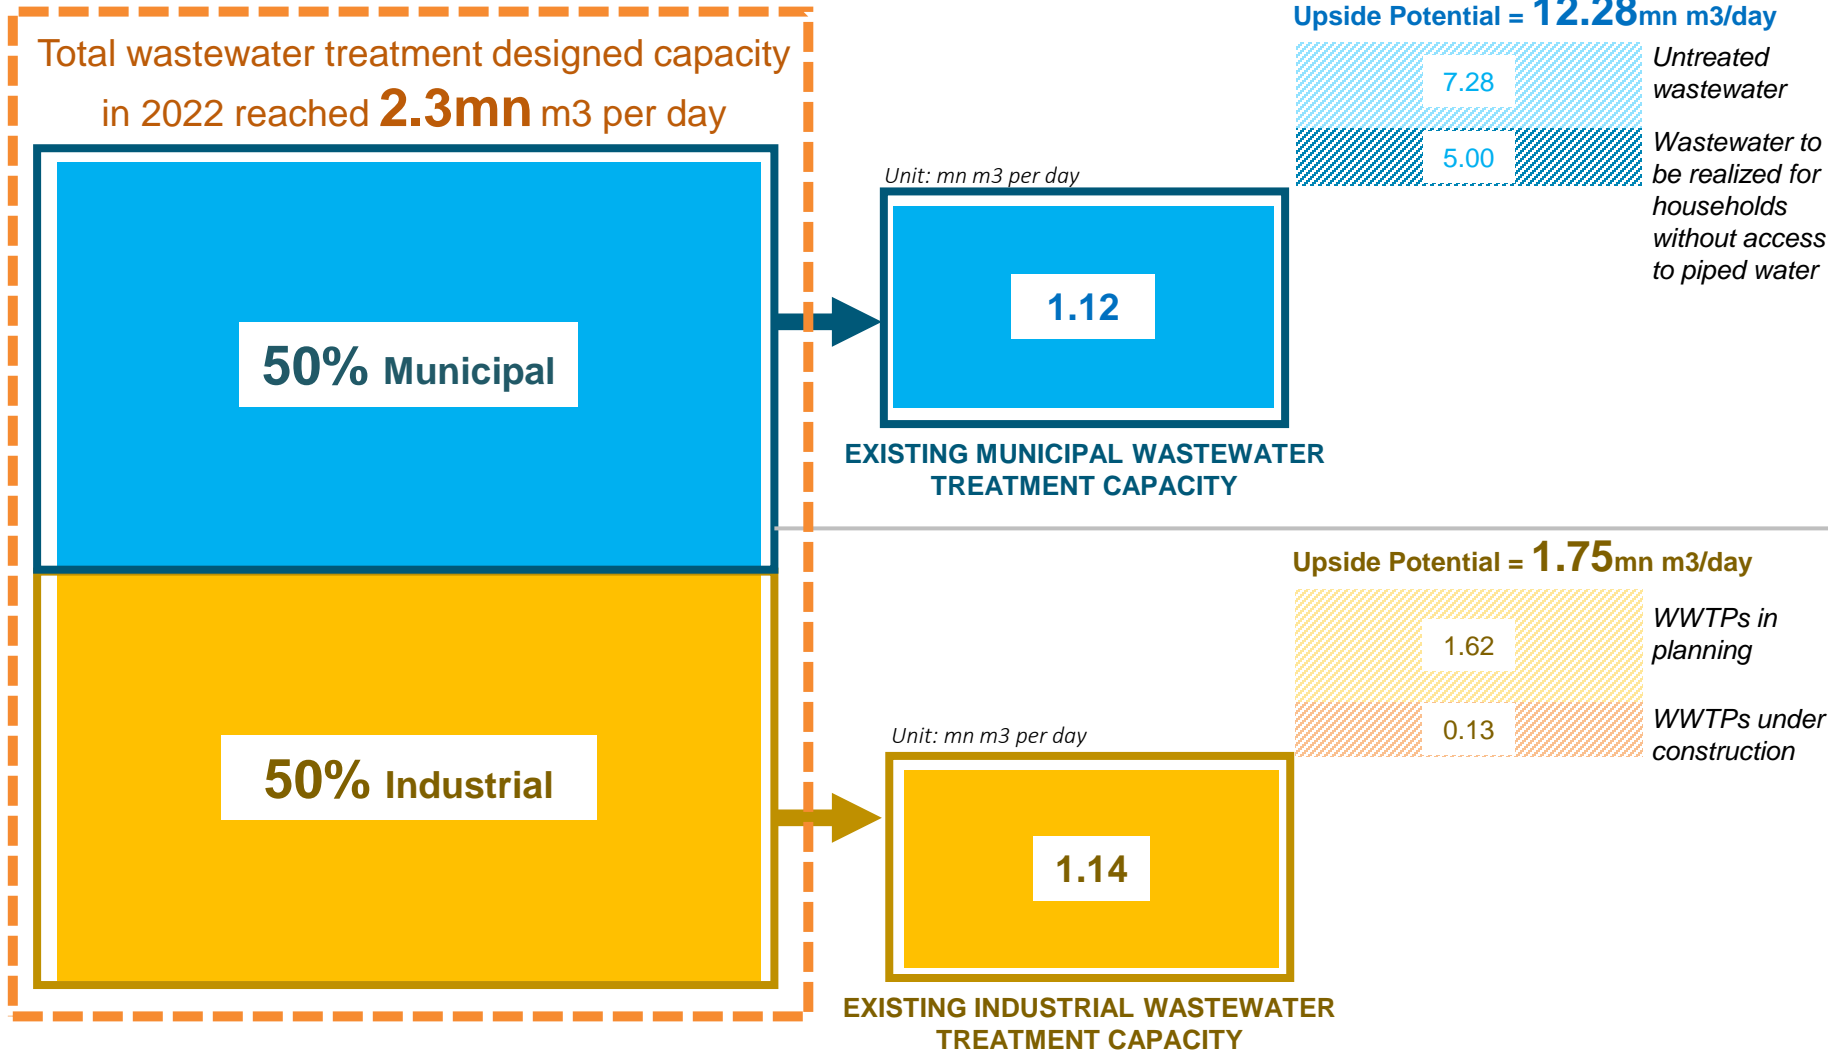 Total wastewater treatment designed capacity
in 2022 reached 2.3mn m3 per day
50% Municipal
50% Industrial
Unit: mn m3 per day
1.12
EXISTING MUNICIPAL WASTEWATER
TREATMENT CAPACITY
Upside Potential = 12.28mn m3/day
7.28
Untreated
wastewater
5.00
Wastewater to
be realized for
households
without access
to piped water
Unit: mn m3 per day
1.14
EXISTING INDUSTRIAL WASTEWATER
TREATMENT CAPACITY
Upside Potential = 1.75mn m3/day
1.62
WWTPs in
planning
0.13
WWTPs under
construction